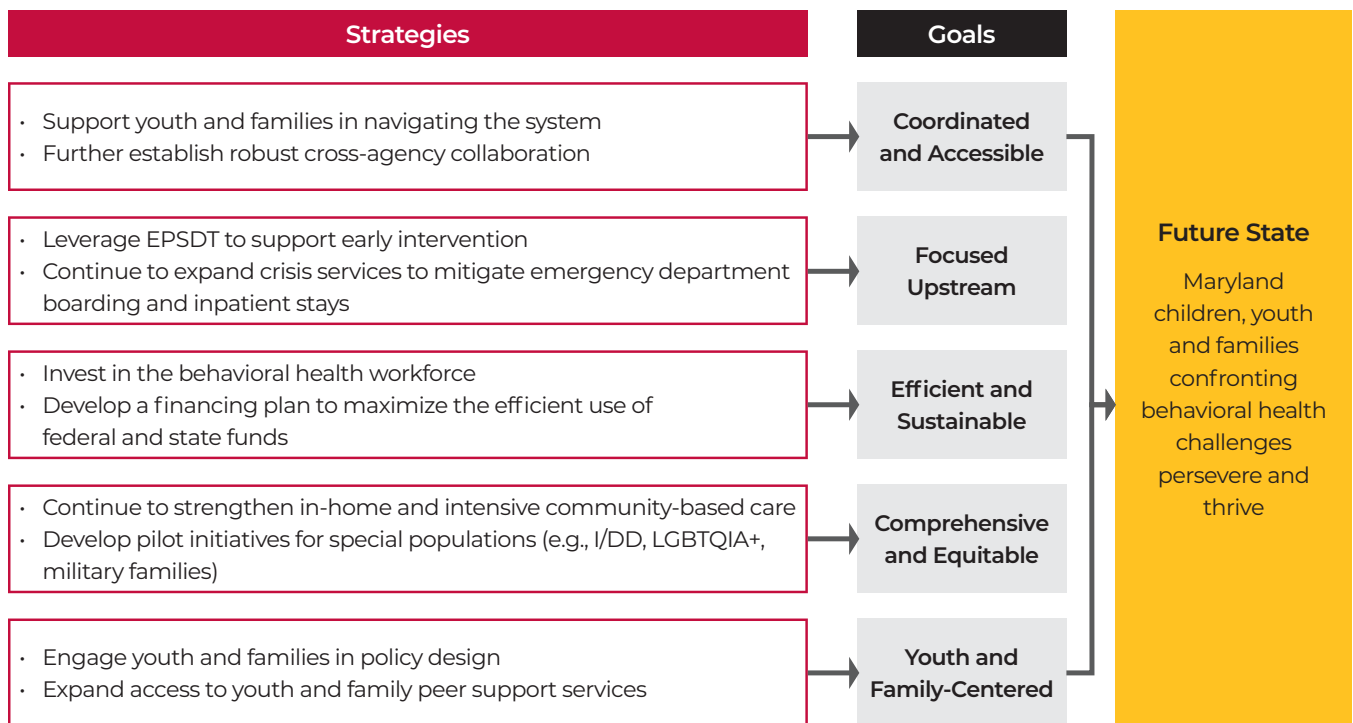 Strategies
Goals
• Support youth and families in navigating the system
• Further establish robust cross-agency collaboration
Coordinated
and Accessible
• Leverage EPSDT to support early intervention
• Continue to expand crisis services to mitigate emergency department
boarding and inpatient stays
Focused
Upstream
• Invest in the behavioral health workforce
• Develop a financing plan to maximize the efficient use of
federal and state funds
Efficient and
Sustainable
• Continue to strengthen in-home and intensive community-based care
• Develop pilot initiatives for special populations (e.g., I/DD, LGBTQIA+,
military families)
Comprehensive
and Equitable
• Engage youth and families in policy design
• Expand access to youth and family peer support services
Youth and
Family-Centered
Future State
Maryland
children, youth
and families
confronting
behavioral health
challenges
persevere and
thrive